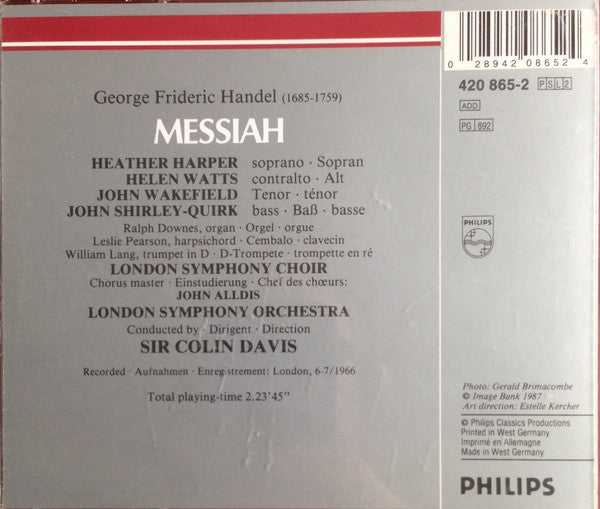 George Frideric Handel (1685-1759)
MESSIAH
HEATHER HARPER soprano · Sopran
HELEN WATTS contralto · Alt
JOHN WAKEFIELD Tenor · ténor
JOHN SHIRLEY-QUIRK bass · Baß · basse
Ralph Downes, organ · Orgel · orgue
Leslie Pearson, harpsichord · Cembalo · clavecin
William Lang, trumpet in D · D-Trompete · trompette en ré
LONDON SYMPHONY CHOIR
Chorus master · Einstudierung · Chef des chœurs:
JOHN ALLDIS
LONDON SYMPHONY ORCHESTRA
Conducted by · Dirigent · Direction
SIR COLIN DAVIS
Recorded · Aufnahmen · Enregistrement: London, 6-7/1966
Total playing-time 2.23'45"
0 28942 08652 4
420 865-2 PSL2
ADD
PG 892
PHILIPS
Photo: Gerald Brimacombe
© Image Bank 1987
Art direction: Estelle Kercher
© Philips Classics Productions
Printed in West Germany
Imprimé en Allemagne
Made in West Germany
PHILIPS